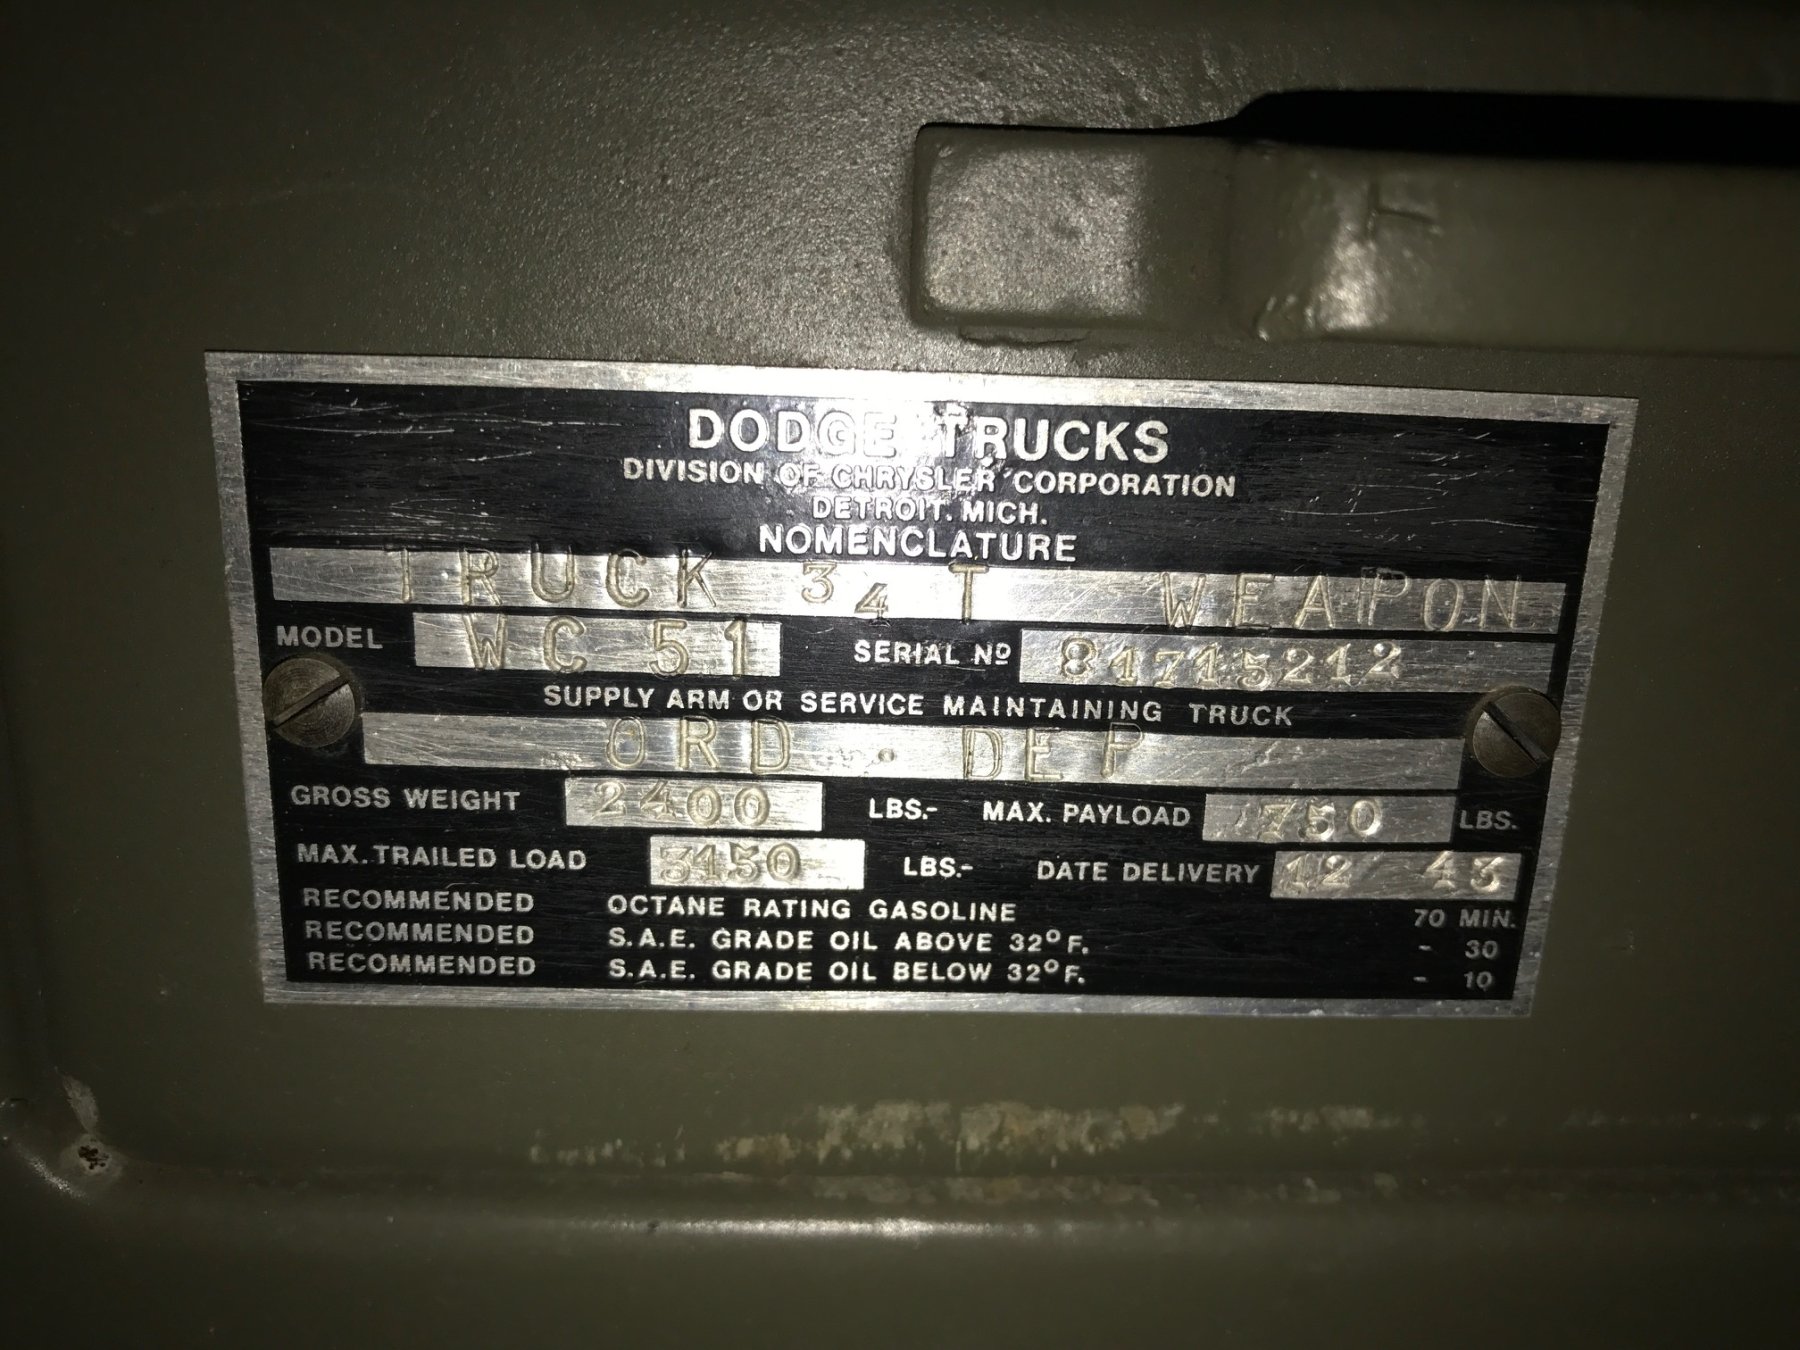 DODGE TRUCKS
DIVISION OF CHRYSLER CORPORATION
DETROIT. MICH.
NOMENCLATURE
TRUCK 3/4 T WEAPON
MODEL WC 51 SERIAL Nº 81715212
SUPPLY ARM OR SERVICE MAINTAINING TRUCK
ORD. DEP
GROSS WEIGHT 2400 LBS.- MAX. PAYLOAD 750 LBS.
MAX. TRAILED LOAD 3150 LBS.- DATE DELIVERY 12 43
RECOMMENDED OCTANE RATING GASOLINE 70 MIN.
RECOMMENDED S.A.E. GRADE OIL ABOVE 32°F. - 30
RECOMMENDED S.A.E. GRADE OIL BELOW 32°F. - 10